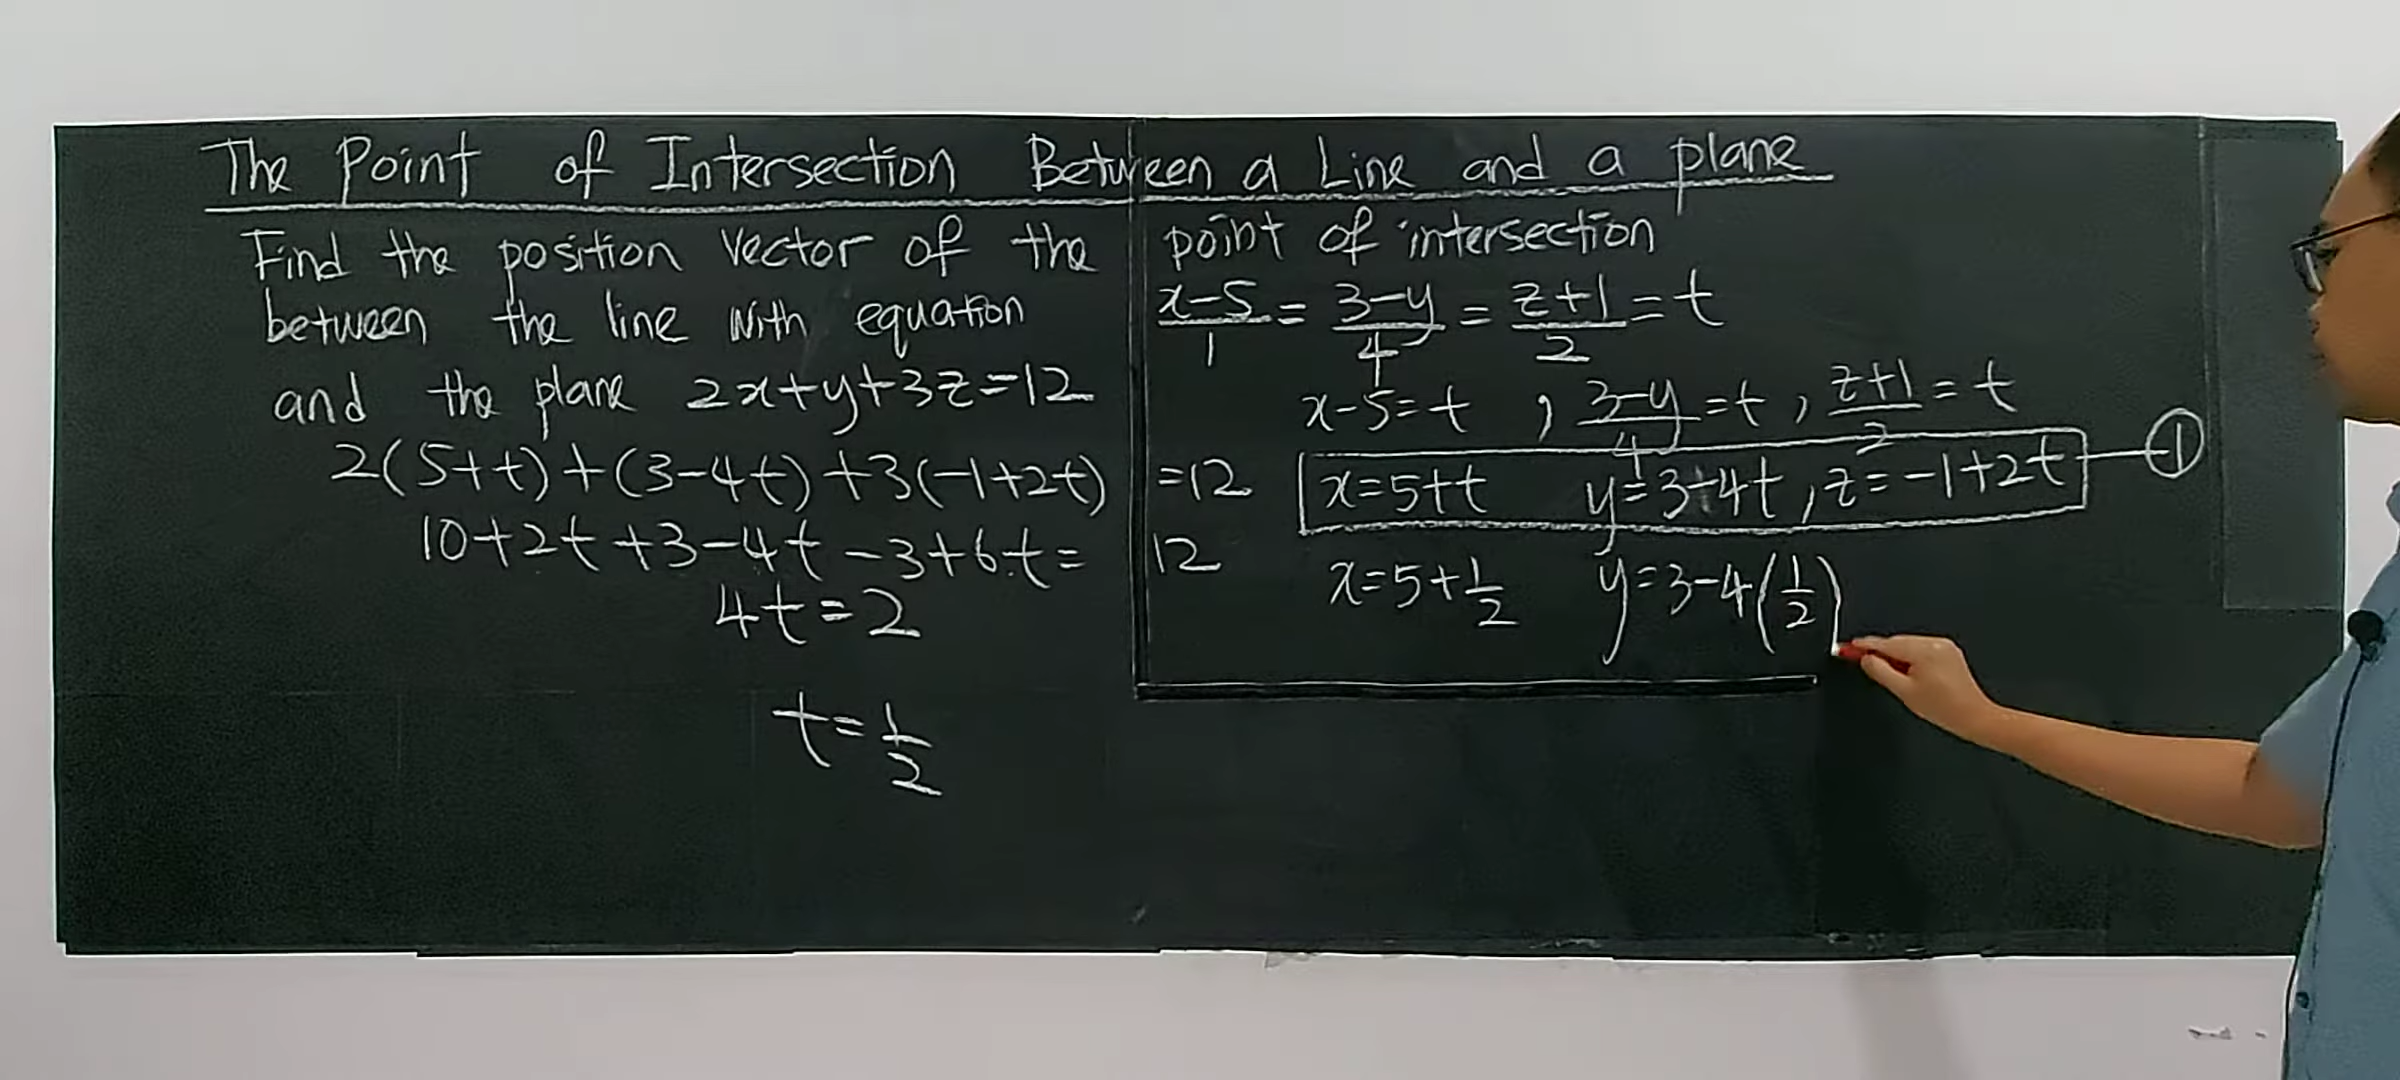 The Point of Intersection Between a Line and a plane
Find the position vector of the point of intersection
between the line with equation x-5/1 = 3-y/4 = z+1/2 = t
and the plane 2x+y+3z=12
x-5=t , 3-y/4=t , z+1/2=t
2(5+t)+(3-4t)+3(-1+2t) =12
x=5+t y=3-4t , z=-1+2t ①
10+2t+3-4t-3+6t= 12
x=5+1/2 y=3-4(1/2)
4t=2
t=1/2